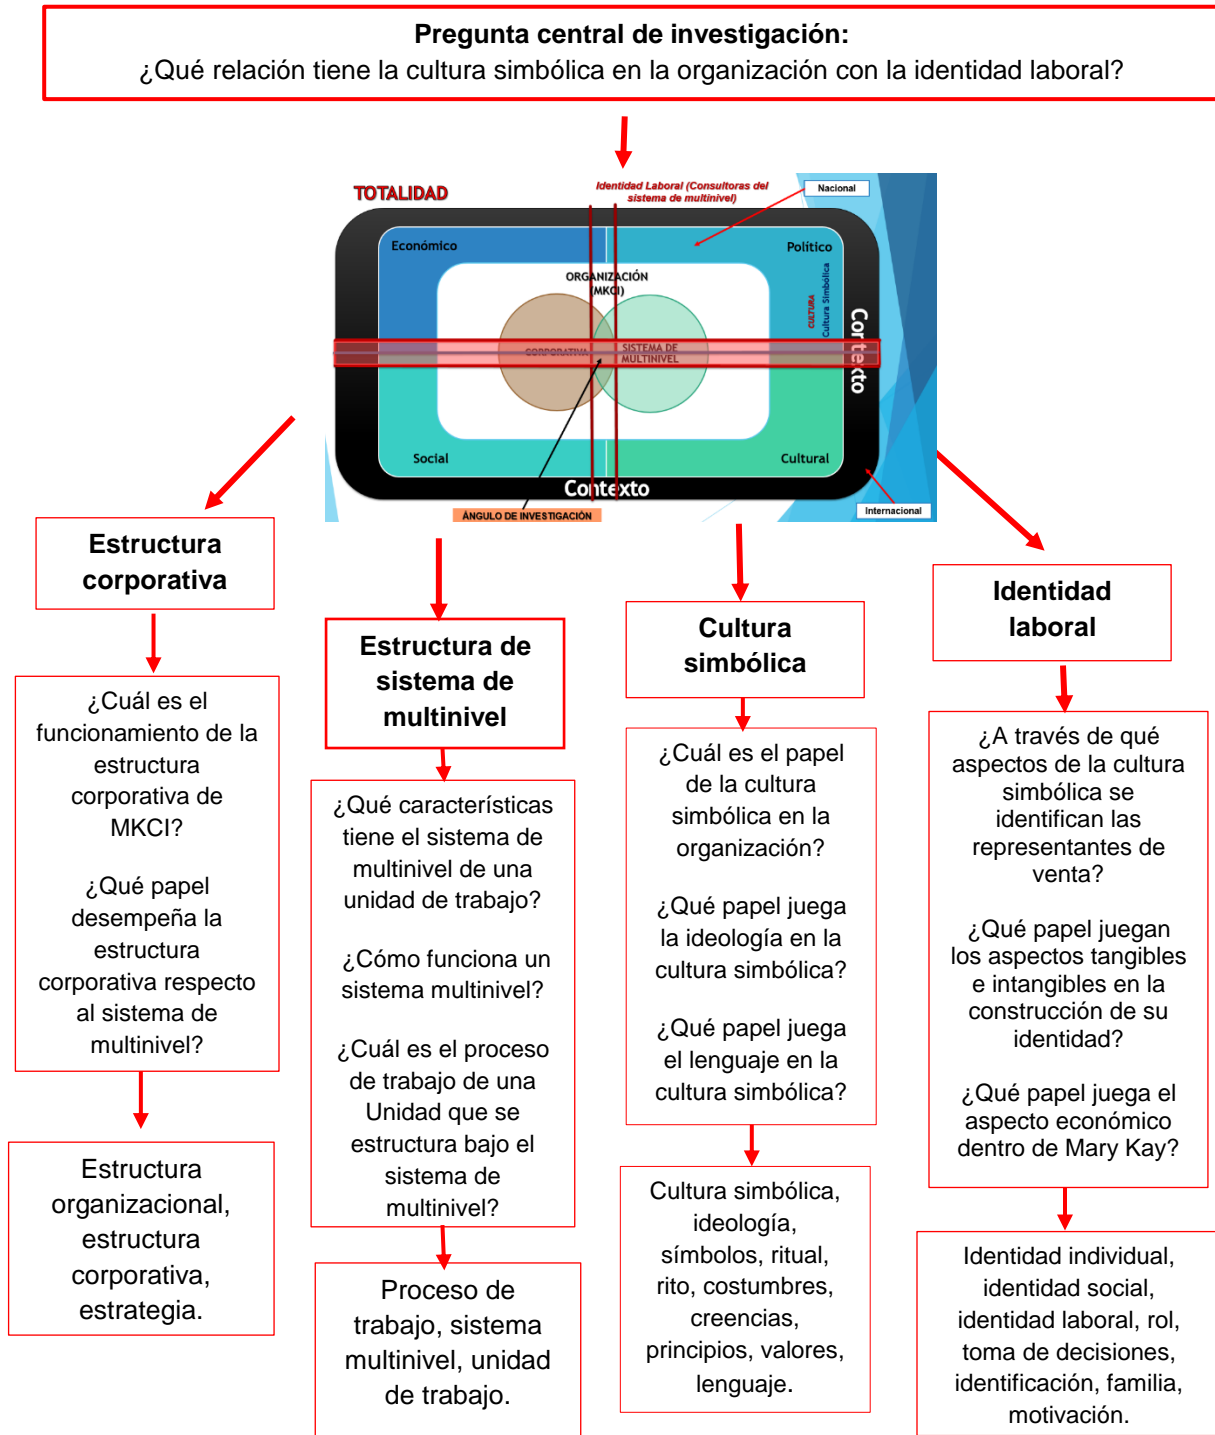 Pregunta central de investigación:
¿Qué relación tiene la cultura simbólica en la organización con la identidad laboral?
TOTALIDAD
Identidad Laboral (Consultoras del
sistema de multinivel)
Nacional
Económico
Político
ORGANIZACIÓN
(MKCI)
CULTURA
Cultura Simbólica
CORPORATIVA
SISTEMA DE
MULTINIVEL
Contexto
Social
Cultural
Contexto
ÁNGULO DE INVESTIGACIÓN
Internacional
Estructura
corporativa
¿Cuál es el
funcionamiento de la
estructura
corporativa de
MKCI?
¿Qué papel
desempeña la
estructura
corporativa respecto
al sistema de
multinivel?
Estructura
organizacional,
estructura
corporativa,
estrategia.
Estructura de
sistema de
multinivel
¿Qué características
tiene el sistema de
multinivel de una
unidad de trabajo?
¿Cómo funciona un
sistema multinivel?
¿Cuál es el proceso
de trabajo de una
Unidad que se
estructura bajo el
sistema de
multinivel?
Proceso de
trabajo, sistema
multinivel, unidad
de trabajo.
Cultura
simbólica
¿Cuál es el papel
de la cultura
simbólica en la
organización?
¿Qué papel juega
la ideología en la
cultura simbólica?
¿Qué papel juega
el lenguaje en la
cultura simbólica?
Cultura simbólica,
ideología,
símbolos, ritual,
rito, costumbres,
creencias,
principios, valores,
lenguaje.
Identidad
laboral
¿A través de qué
aspectos de la cultura
simbólica se
identifican las
representantes de
venta?
¿Qué papel juegan
los aspectos tangibles
e intangibles en la
construcción de su
identidad?
¿Qué papel juega el
aspecto económico
dentro de Mary Kay?
Identidad individual,
identidad social,
identidad laboral, rol,
toma de decisiones,
identificación, familia,
motivación.